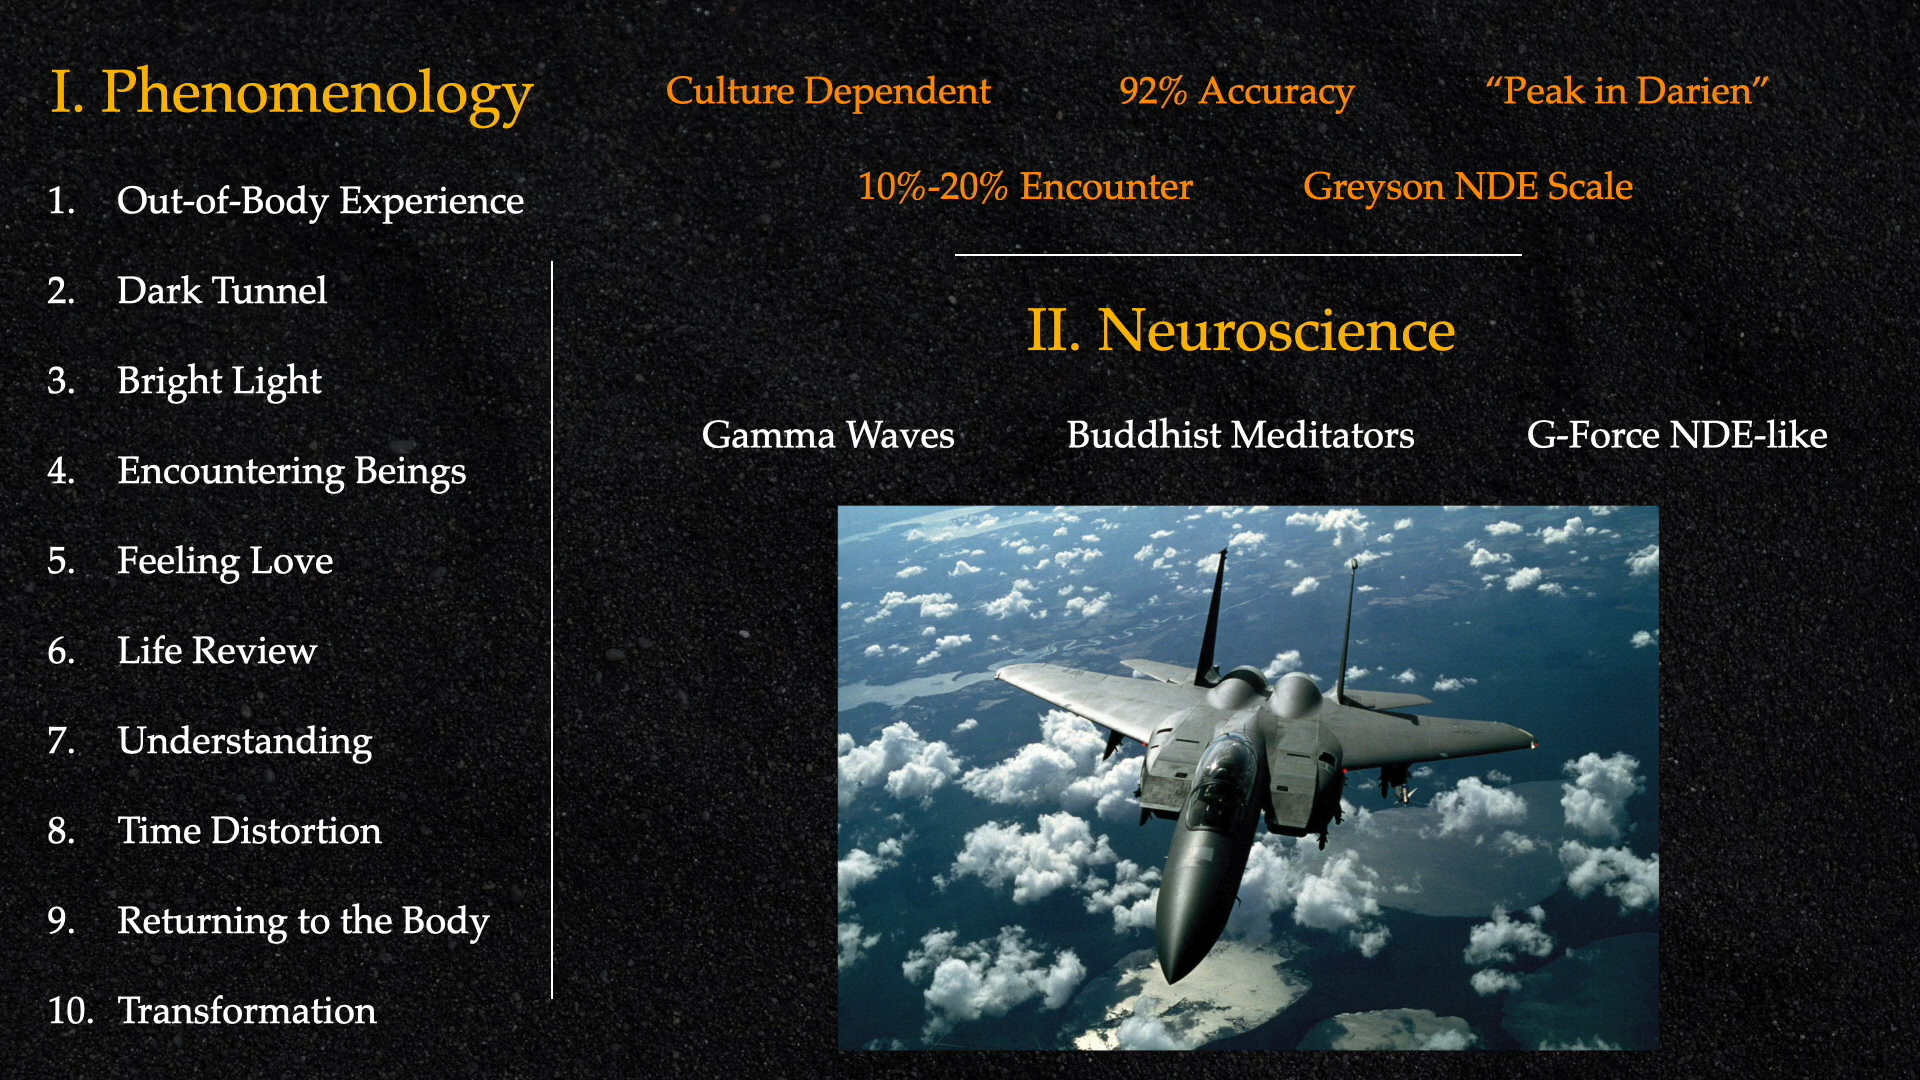 I. Phenomenology
1. Out-of-Body Experience
2. Dark Tunnel
3. Bright Light
4. Encountering Beings
5. Feeling Love
6. Life Review
7. Understanding
8. Time Distortion
9. Returning to the Body
10. Transformation
Culture Dependent 92% Accuracy “Peak in Darien”
10%-20% Encounter Greyson NDE Scale
II. Neuroscience
Gamma Waves Buddhist Meditators G-Force NDE-like